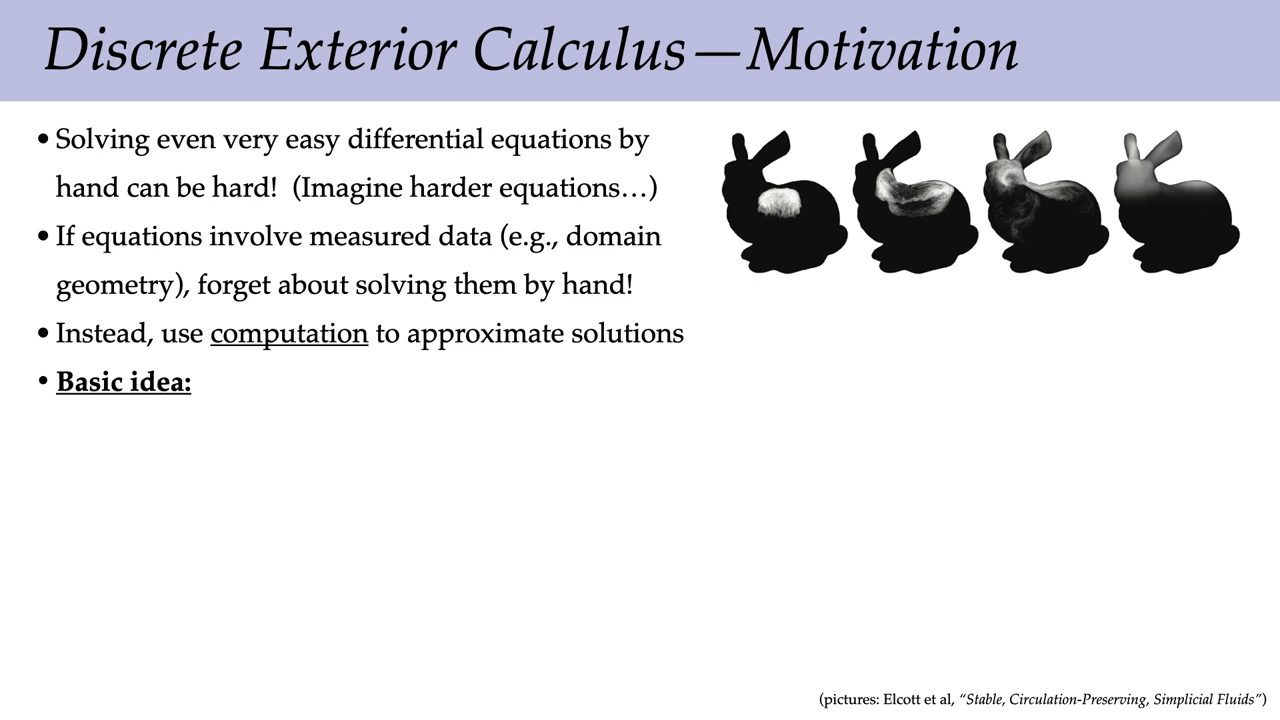 Discrete Exterior Calculus—Motivation
• Solving even very easy differential equations by
hand can be hard!  (Imagine harder equations…)
• If equations involve measured data (e.g., domain
geometry), forget about solving them by hand!
• Instead, use computation to approximate solutions
• Basic idea:
(pictures: Elcott et al, “Stable, Circulation-Preserving, Simplicial Fluids”)